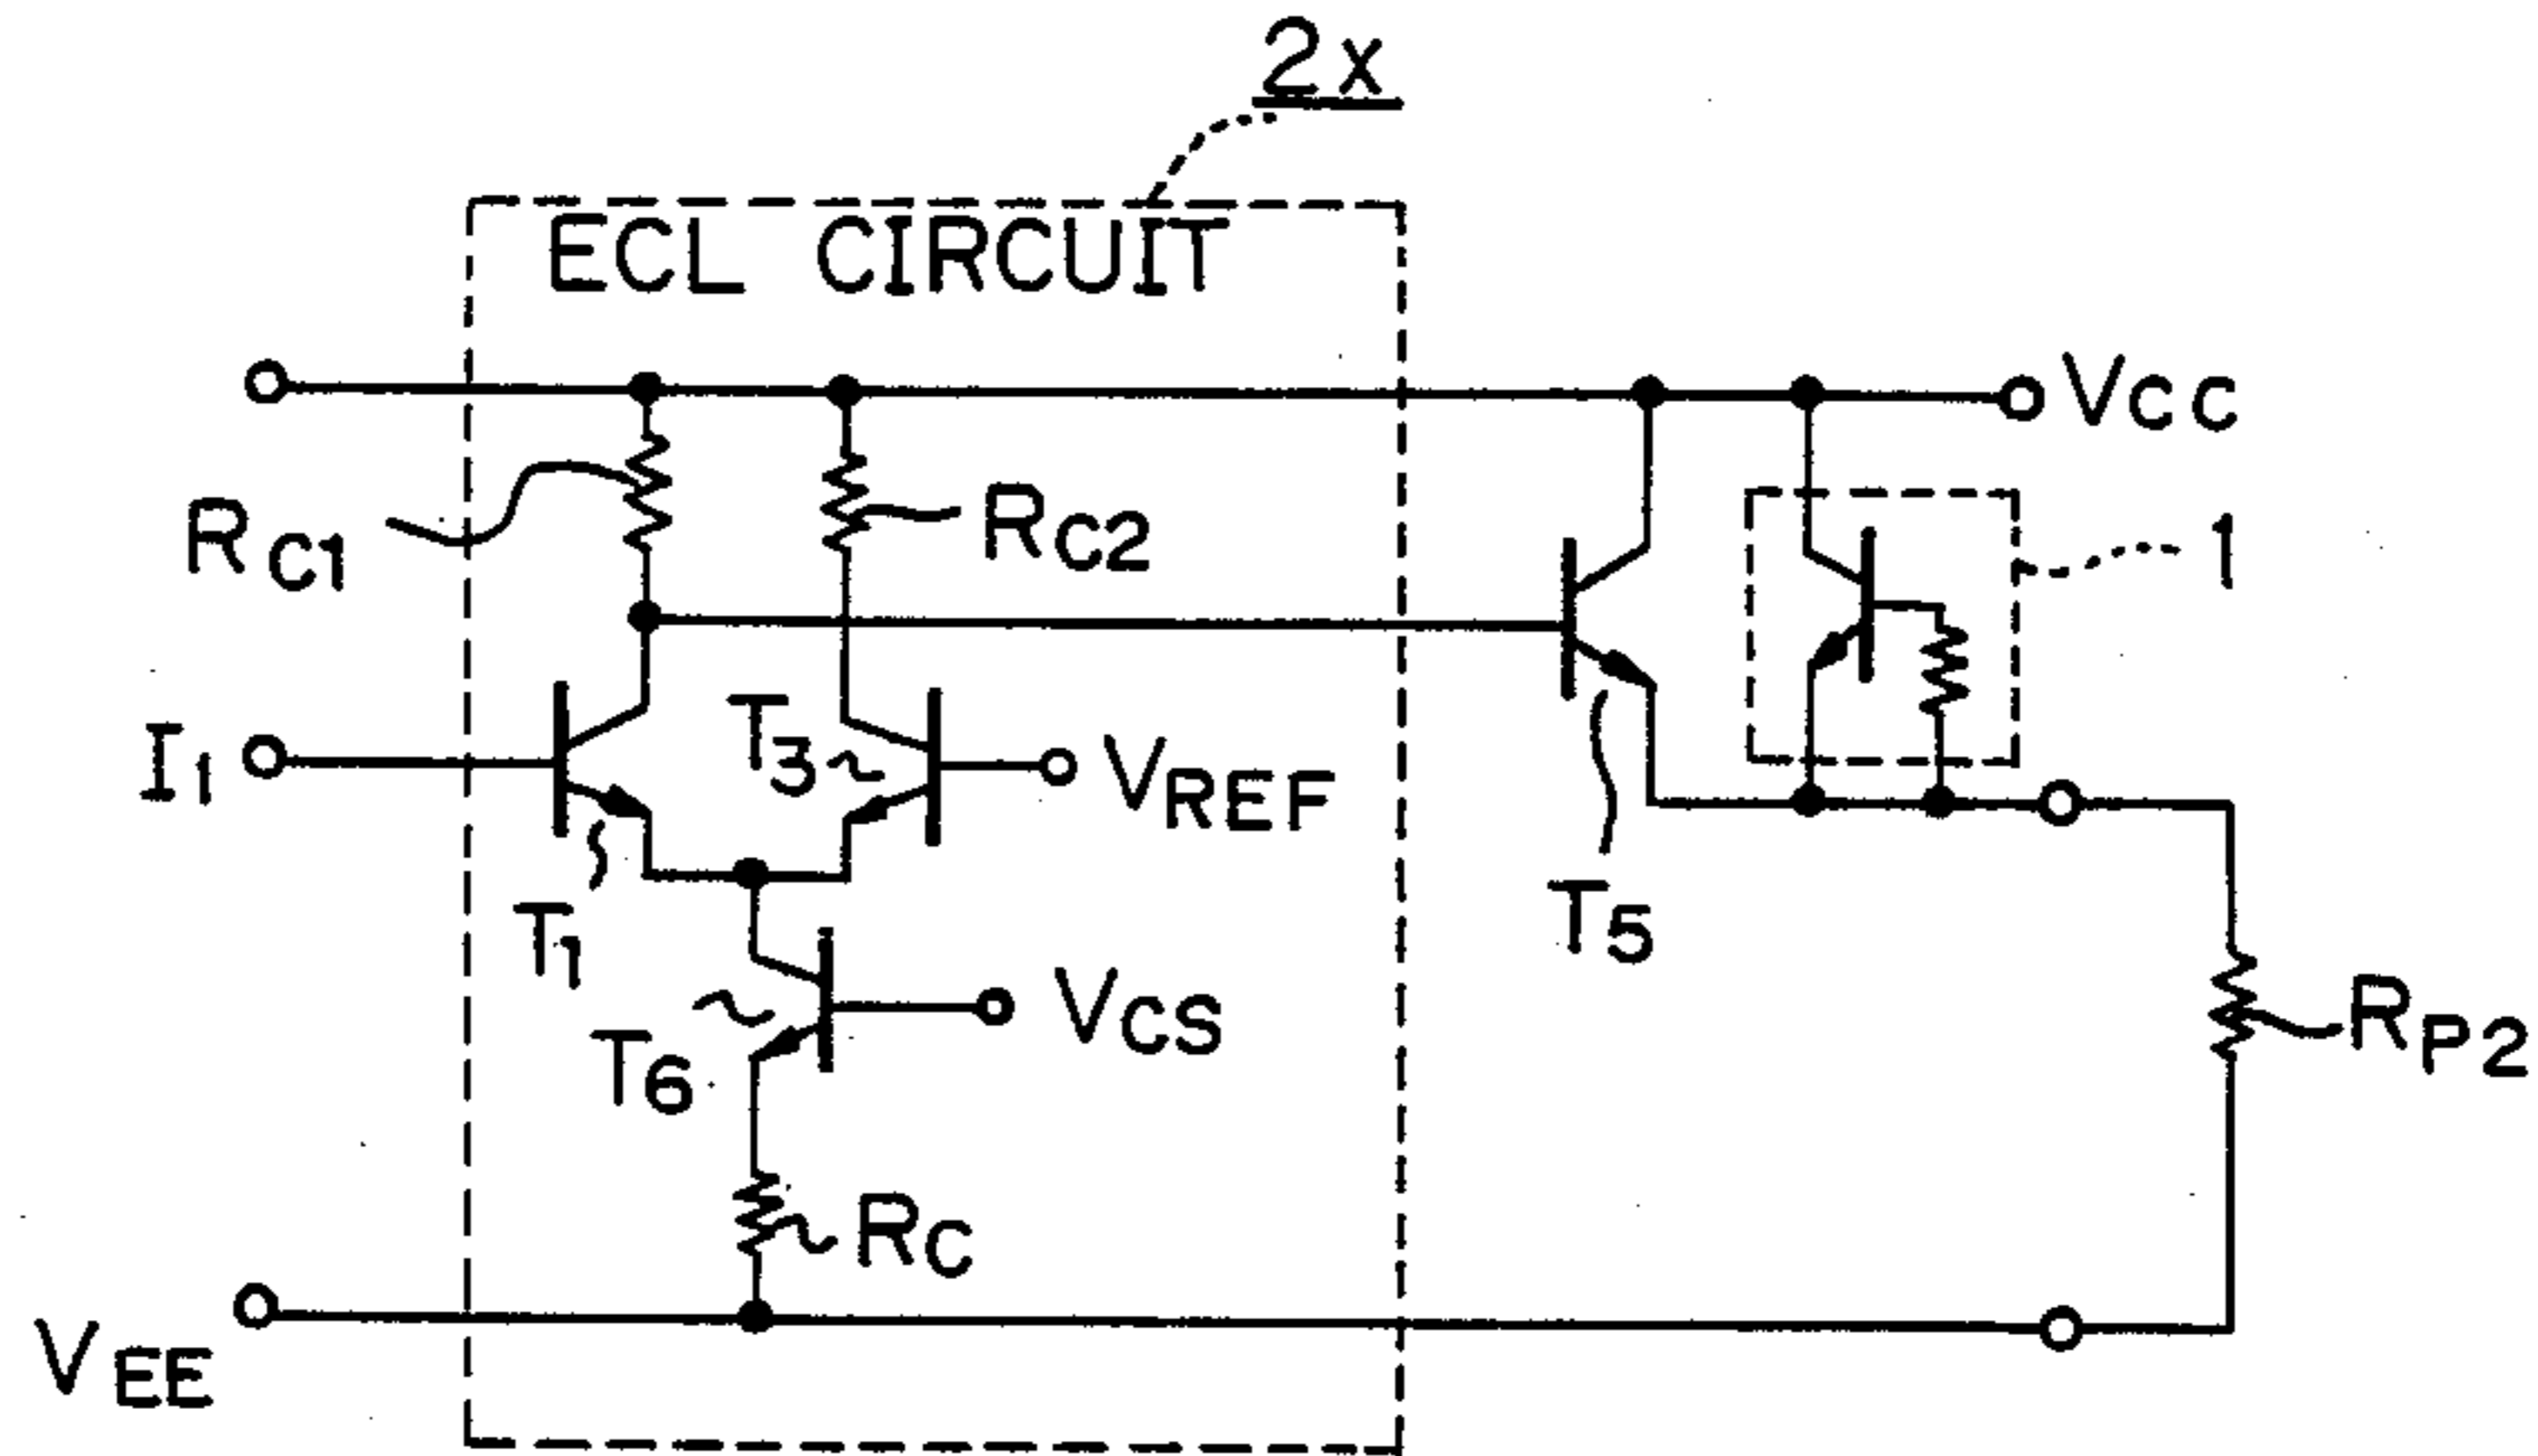 2x
ECL CIRCUIT
VCC
RC1
RC2
1
I1
T3
VREF
T1
T5
T6
VCS
RP2
RC
VEE